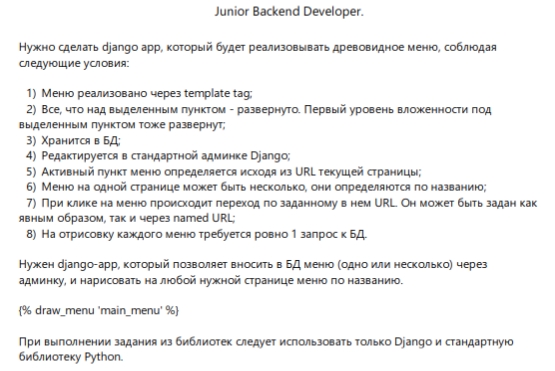 Junior Backend Developer.
Нужно сделать django app, который будет реализовывать древовидное меню, соблюдая
следующие условия:
1) Меню реализовано через template tag;
2) Все, что над выделенным пунктом - развернуто. Первый уровень вложенности под
выделенным пунктом тоже развернут;
3) Хранится в БД;
4) Редактируется в стандартной админке Django;
5) Активный пункт меню определяется исходя из URL текущей страницы;
6) Меню на одной странице может быть несколько, они определяются по названию;
7) При клике на меню происходит переход по заданному в нем URL. Он может быть задан как
явным образом, так и через named URL;
8) На отрисовку каждого меню требуется ровно 1 запрос к БД.
Нужен django-app, который позволяет вносить в БД меню (одно или несколько) через
админку, и нарисовать на любой нужной странице меню по названию.
{% draw_menu 'main_menu' %}
При выполнении задания из библиотек следует использовать только Django и стандартную
библиотеку Python.